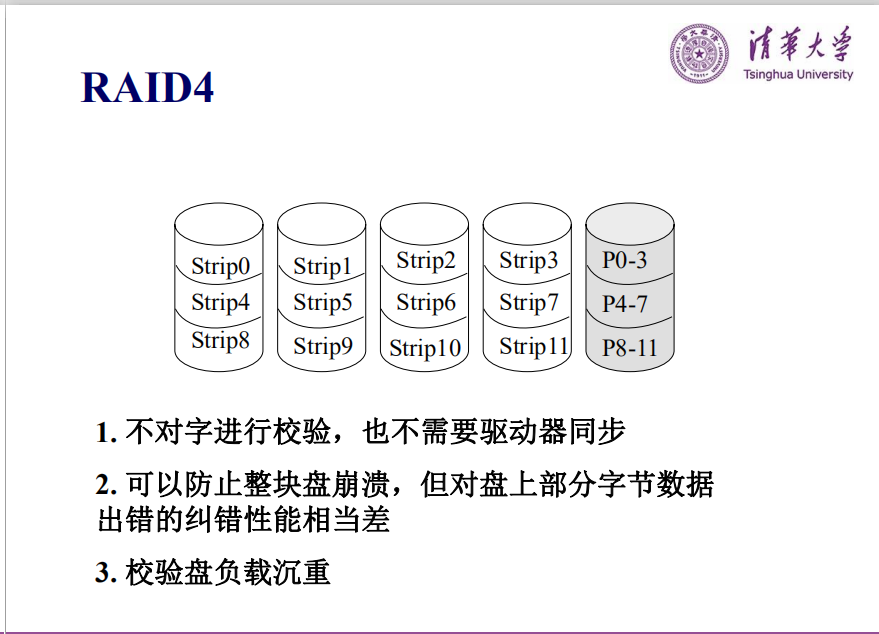 清華大学
Tsinghua University
RAID4
Strip0 Strip1 Strip2 Strip3 P0-3
Strip4 Strip5 Strip6 Strip7 P4-7
Strip8 Strip9 Strip10 Strip11 P8-11
1. 不对字进行校验，也不需要驱动器同步
2. 可以防止整块盘崩溃，但对盘上部分字节数据
出错的纠错性能相当差
3. 校验盘负载沉重